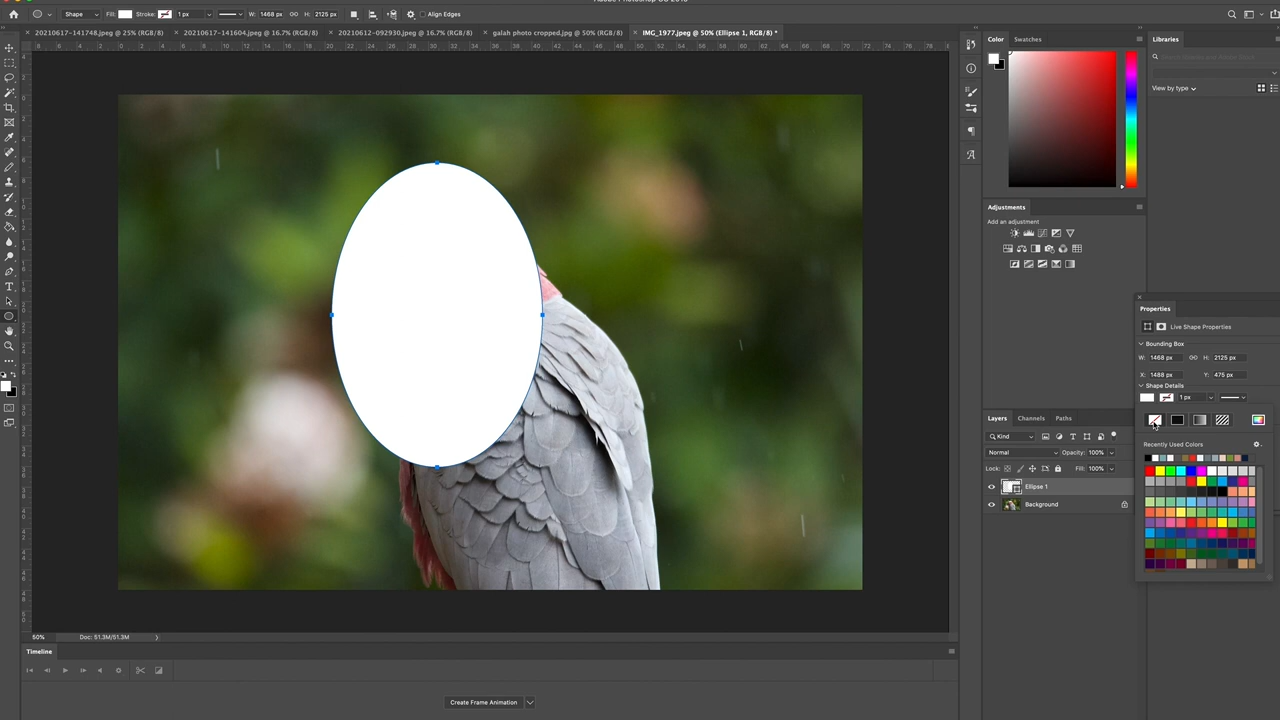 Shape Fill: Stroke: 1 px W: 1468 px H: 2125 px Align Edges
20210617-141748.jpeg @ 25% (RGB/8) 20210617-141604.jpeg @ 16.7% (RGB/8) 20210612-092930.jpeg @ 16.7% (RGB/8) galah photo cropped.jpg @ 50% (RGB/8) IMG_1977.jpeg @ 50% (Ellipse 1, RGB/8) *
Color Swatches
Libraries
View by type
Adjustments
Add an adjustment
Properties
Live Shape Properties
Bounding Box
W: 1468 px H: 2125 px
X: 1488 px Y: 475 px
Shape Details
1 px
Recently Used Colors
Layers Channels Paths
Kind
Normal Opacity: 100%
Lock: Fill: 100%
Ellipse 1
Background
50% Doc: 51.3M/51.3M
Timeline
Create Frame Animation